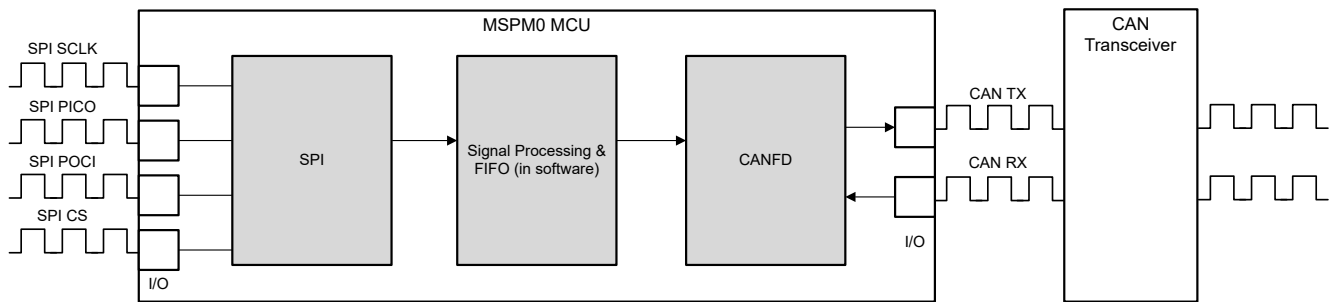 MSPM0 MCU
CAN
Transceiver
SPI SCLK
SPI PICO
SPI POCI
SPI CS
I/O
SPI
Signal Processing &
FIFO (in software)
CANFD
CAN TX
CAN RX
I/O